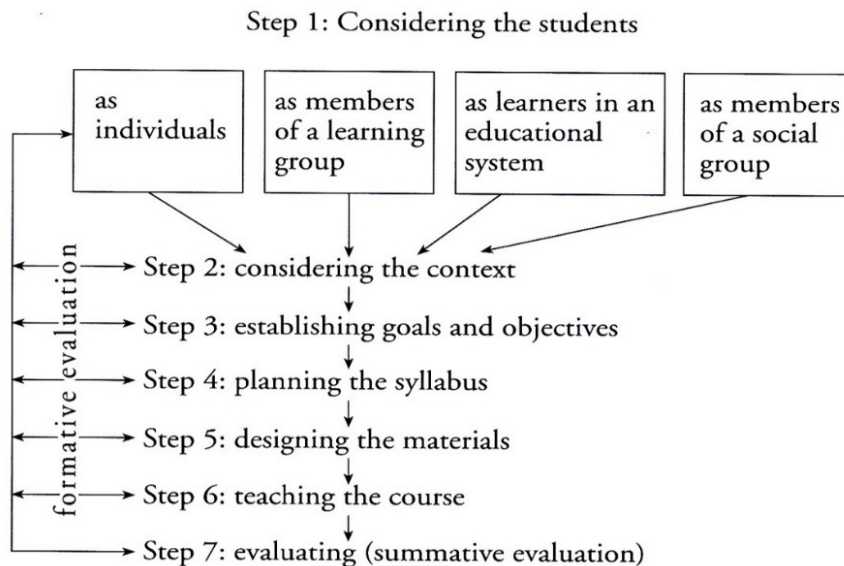 Step 1: Considering the students
as
individuals
as members
of a learning
group
as learners in an
educational
system
as members
of a social
group
formative evaluation
Step 2: considering the context
Step 3: establishing goals and objectives
Step 4: planning the syllabus
Step 5: designing the materials
Step 6: teaching the course
Step 7: evaluating (summative evaluation)